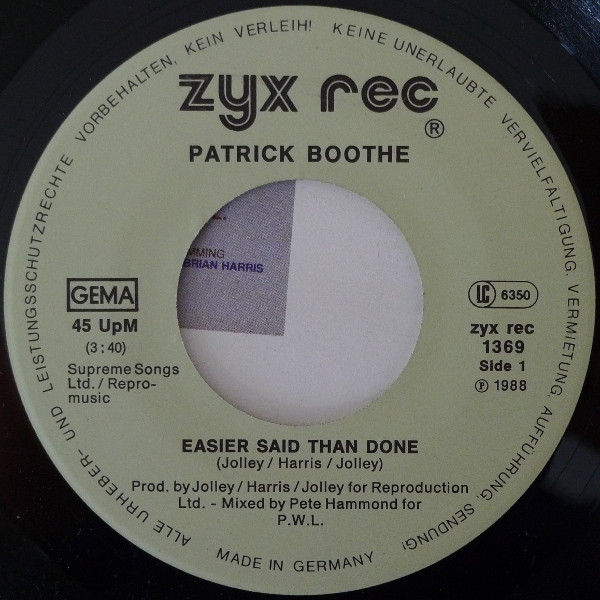 ALLE URHEBER- UND LEISTUNGSSCHUTZRECHTE VORBEHALTEN, KEIN VERLEIH! KEINE UNERLAUBTE VERVIELFÄLTIGUNG, VERMIETUNG, AUFFÜHRUNG, SENDUNG!
zyx rec
®
PATRICK BOOTHE
MMING
BRIAN HARRIS
GEMA
45 UpM
(3:40)
Supreme Songs
Ltd. / Repro-
music
LC 6350
zyx rec
1369
Side 1
℗ 1988
EASIER SAID THAN DONE
(Jolley / Harris / Jolley)
Prod. by Jolley / Harris / Jolley for Reproduction
Ltd. - Mixed by Pete Hammond for
P.W.L.
MADE IN GERMANY